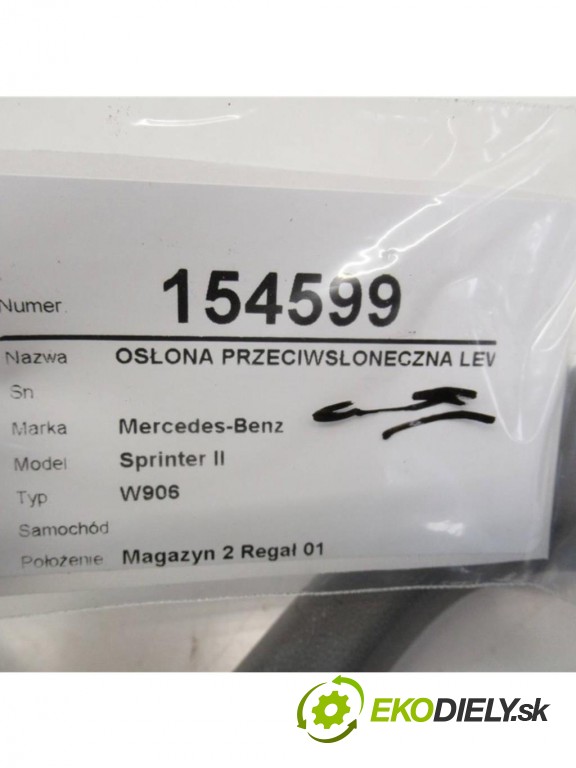 Numer 154599
Nazwa OSŁONA PRZECIWSŁONECZNA LEW
Sn.
Marka Mercedes-Benz
Model Sprinter II
Typ W906
Samochód
Położenie Magazyn 2 Regał 01
EKODIELY.sk